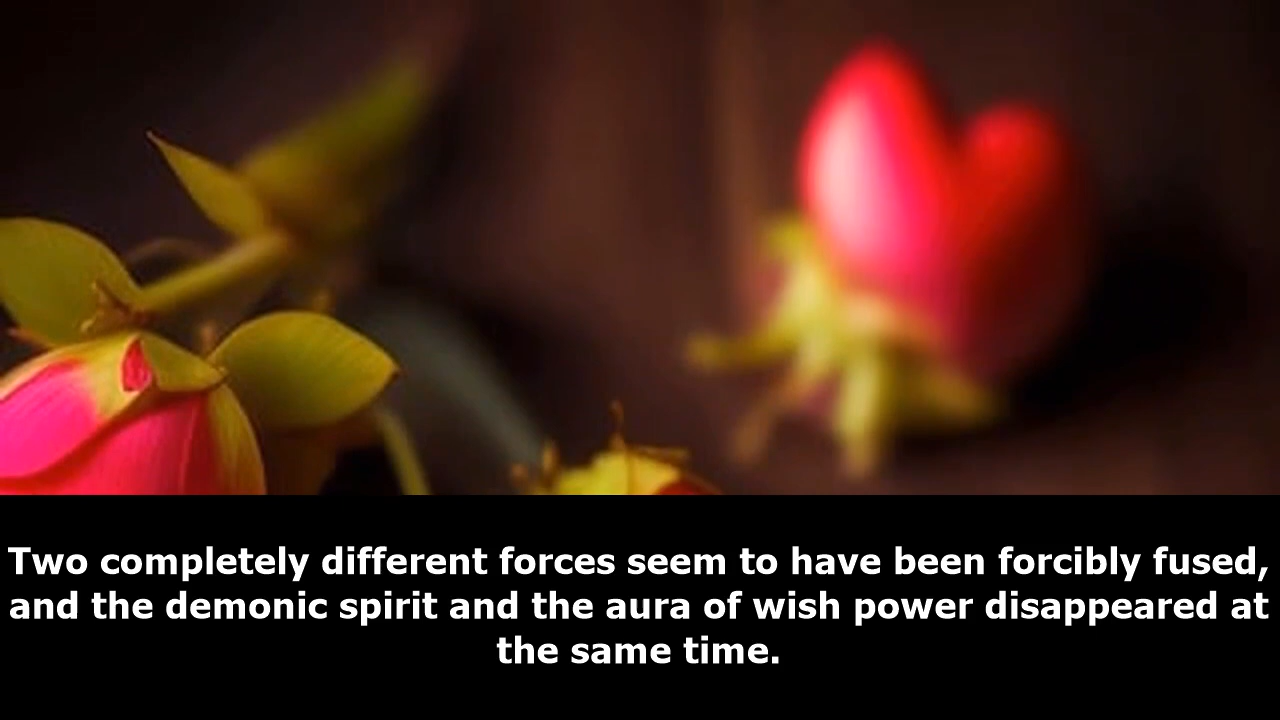 Two completely different forces seem to have been forcibly fused,
and the demonic spirit and the aura of wish power disappeared at
the same time.